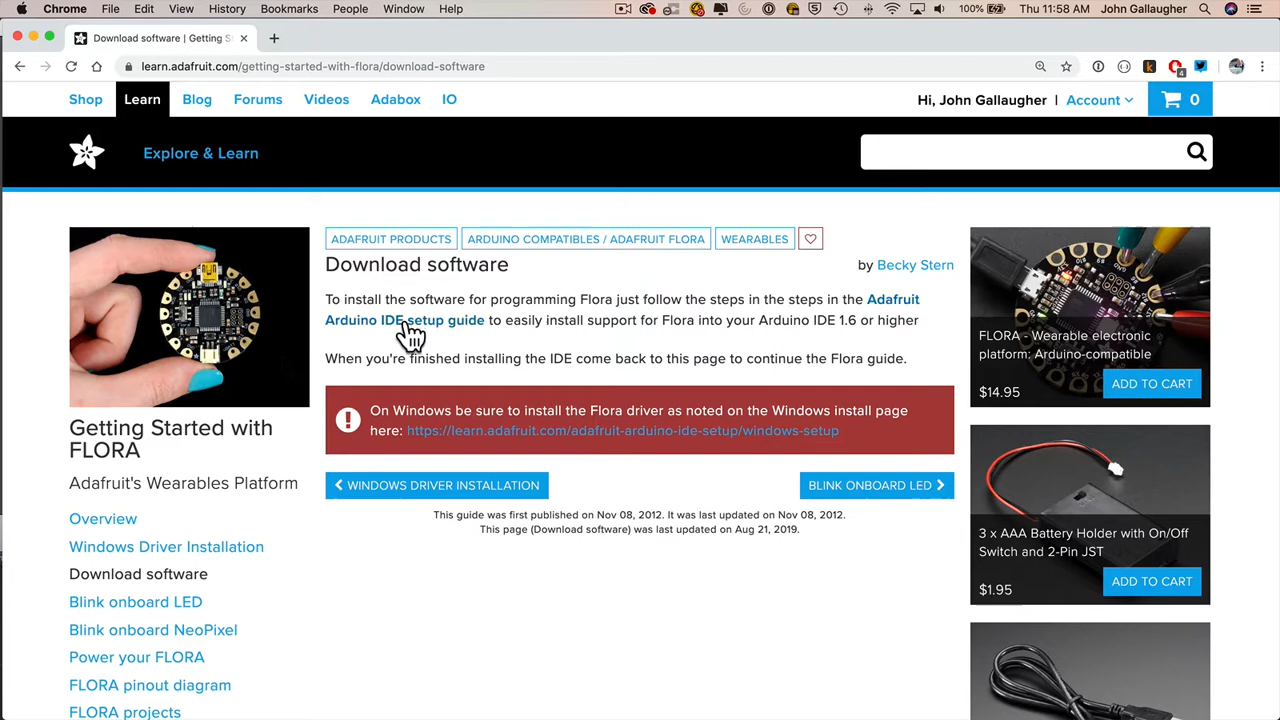 Chrome File Edit View History Bookmarks People Window Help 100% Thu 11:58 AM John Gallaugher
Download software | Getting S
learn.adafruit.com/getting-started-with-flora/download-software
4
Shop Learn Blog Forums Videos Adabox IO Hi, John Gallaugher | Account 0
Explore & Learn
ADAFRUIT PRODUCTS ARDUINO COMPATIBLES / ADAFRUIT FLORA WEARABLES
Download software by Becky Stern
To install the software for programming Flora just follow the steps in the steps in the Adafruit
Arduino IDE setup guide to easily install support for Flora into your Arduino IDE 1.6 or higher
When you're finished installing the IDE come back to this page to continue the Flora guide.
On Windows be sure to install the Flora driver as noted on the Windows install page
here: https://learn.adafruit.com/adafruit-arduino-ide-setup/windows-setup
WINDOWS DRIVER INSTALLATION BLINK ONBOARD LED
This guide was first published on Nov 08, 2012. It was last updated on Nov 08, 2012.
This page (Download software) was last updated on Aug 21, 2019.
Getting Started with
FLORA
Adafruit's Wearables Platform
Overview
Windows Driver Installation
Download software
Blink onboard LED
Blink onboard NeoPixel
Power your FLORA
FLORA pinout diagram
FLORA projects
FLORA - Wearable electronic
platform: Arduino-compatible
$14.95 ADD TO CART
3 x AAA Battery Holder with On/Off
Switch and 2-Pin JST
$1.95 ADD TO CART